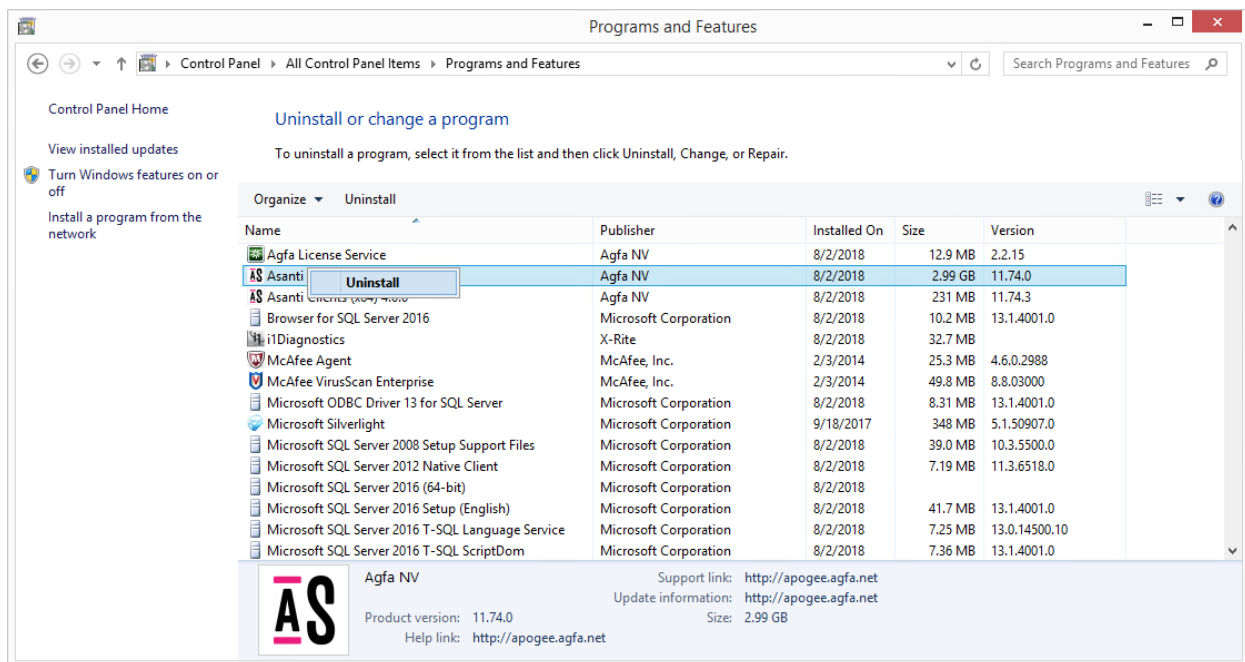 Programs and Features
Control Panel All Control Panel Items Programs and Features Search Programs and Features
Control Panel Home
View installed updates
Turn Windows features on or
off
Install a program from the
network
Uninstall or change a program
To uninstall a program, select it from the list and then click Uninstall, Change, or Repair.
Organize Uninstall
Name Publisher Installed On Size Version
Agfa License Service Agfa NV 8/2/2018 12.9 MB 2.2.15
Asanti Agfa NV 8/2/2018 2.99 GB 11.74.0
Uninstall
Asanti Agfa NV 8/2/2018 231 MB 11.74.3
Browser for SQL Server 2016 Microsoft Corporation 8/2/2018 10.2 MB 13.1.4001.0
i1Diagnostics X-Rite 8/2/2018 32.7 MB
McAfee Agent McAfee, Inc. 2/3/2014 25.3 MB 4.6.0.2988
McAfee VirusScan Enterprise McAfee, Inc. 2/3/2014 49.8 MB 8.8.03000
Microsoft ODBC Driver 13 for SQL Server Microsoft Corporation 8/2/2018 8.31 MB 13.1.4001.0
Microsoft Silverlight Microsoft Corporation 9/18/2017 348 MB 5.1.50907.0
Microsoft SQL Server 2008 Setup Support Files Microsoft Corporation 8/2/2018 39.0 MB 10.3.5500.0
Microsoft SQL Server 2012 Native Client Microsoft Corporation 8/2/2018 7.19 MB 11.3.6518.0
Microsoft SQL Server 2016 (64-bit) Microsoft Corporation 8/2/2018
Microsoft SQL Server 2016 Setup (English) Microsoft Corporation 8/2/2018 41.7 MB 13.1.4001.0
Microsoft SQL Server 2016 T-SQL Language Service Microsoft Corporation 8/2/2018 7.25 MB 13.0.14500.10
Microsoft SQL Server 2016 T-SQL ScriptDom Microsoft Corporation 8/2/2018 7.36 MB 13.1.4001.0
AS
Agfa NV Support link: http://apogee.agfa.net
Update information: http://apogee.agfa.net
Product version: 11.74.0 Size: 2.99 GB
Help link: http://apogee.agfa.net